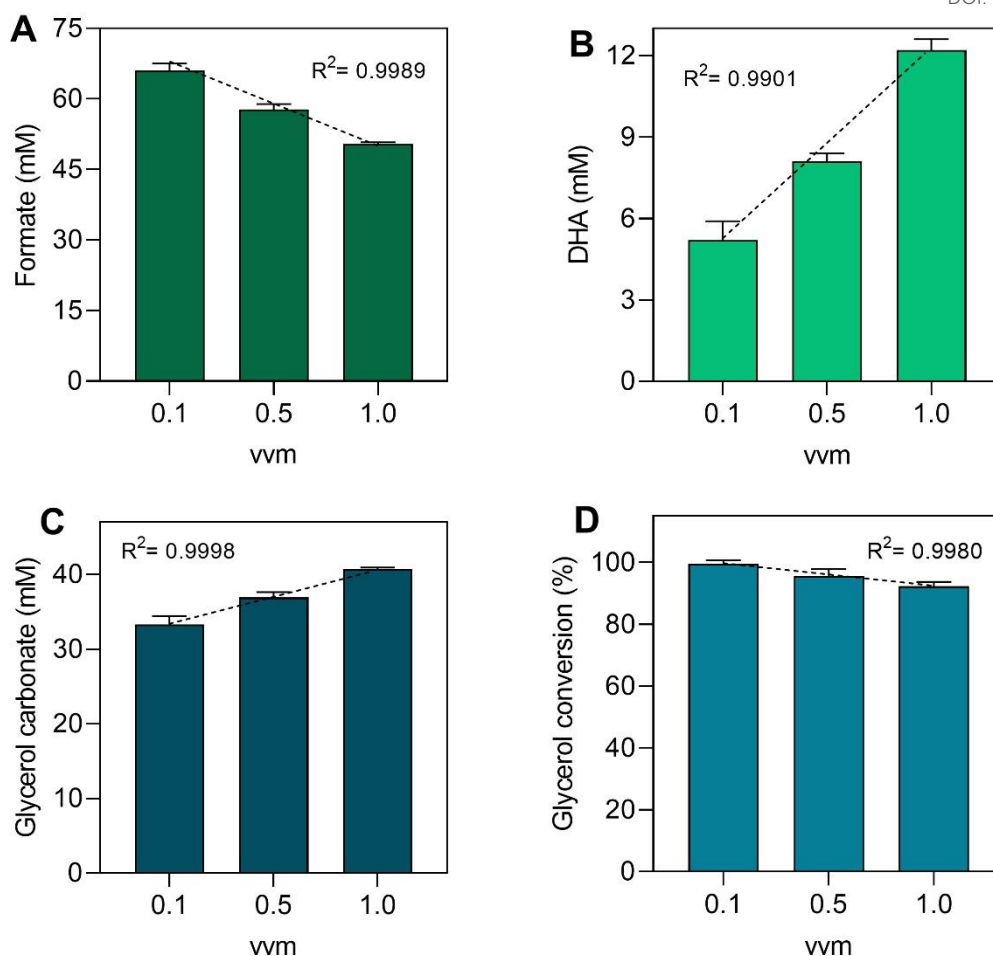 DOI:
A
Formate (mM)
75
60
45
30
15
0
R²= 0.9989
0.1 0.5 1.0
vvm
B
DHA (mM)
12
9
6
3
0
R²= 0.9901
0.1 0.5 1.0
vvm
C
Glycerol carbonate (mM)
40
30
20
10
0
R²= 0.9998
0.1 0.5 1.0
vvm
D
Glycerol conversion (%)
100
80
60
40
20
0
R²= 0.9980
0.1 0.5 1.0
vvm